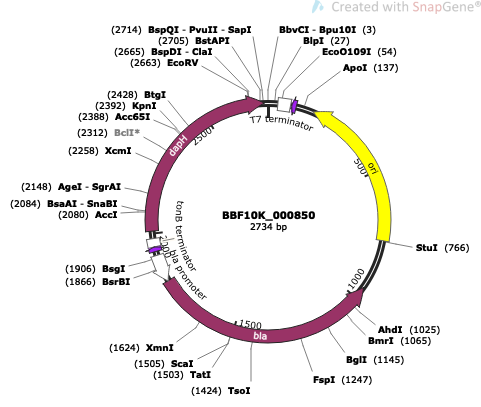 Created with SnapGene®
(2714) BspQI - PvuII - SapI
(2705) BstAPI
(2665) BspDI - ClaI
(2663) EcoRV
BbvCI - Bpu10I (3)
BlpI (27)
EcoO109I (54)
ApoI (137)
(2428) BtgI
(2392) KpnI
(2388) Acc65I
(2312) BclI*
(2258) XcmI
(2148) AgeI - SgrAI
(2084) BsaAI - SnaBI
(2080) AccI
(1906) BsgI
(1866) BsrBI
(1624) XmnI
(1505) ScaI
(1503) TatI
(1424) TsoI
FspI (1247)
BglI (1145)
BmrI (1065)
AhdI (1025)
StuI (766)
T7 terminator
dapH
2500
ori
500
tonB terminator
bla promoter
BBF10K_000850
2734 bp
1000
1500
bla